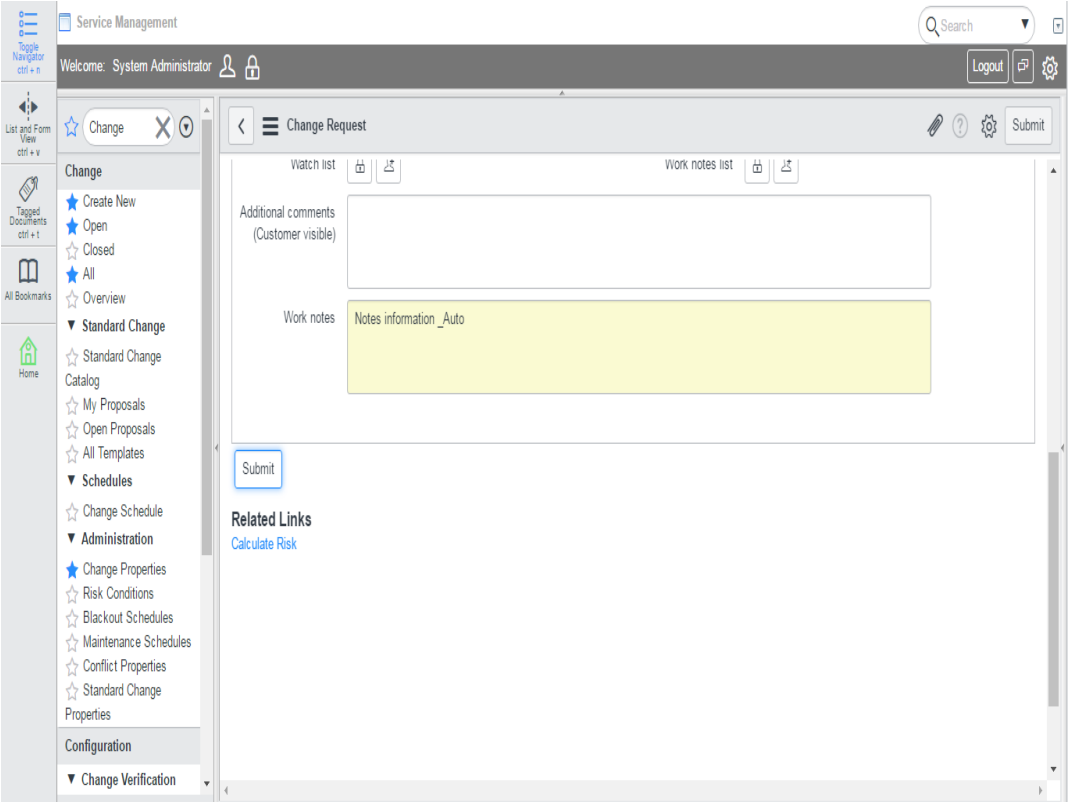 Service Management
Search
Toggle
Navigator
ctrl + n
Welcome: System Administrator
Logout
List and Form
View
ctrl + v
Tagged
Documents
ctrl + t
All Bookmarks
Home
Change
Change
Create New
Open
Closed
All
Overview
▼ Standard Change
Standard Change
Catalog
My Proposals
Open Proposals
All Templates
▼ Schedules
Change Schedule
▼ Administration
Change Properties
Risk Conditions
Blackout Schedules
Maintenance Schedules
Conflict Properties
Standard Change
Properties
Configuration
▼ Change Verification
Change Request
?
Submit
Watch list
Work notes list
Additional comments
(Customer visible)
Work notes
Notes information _Auto
Submit
Related Links
Calculate Risk